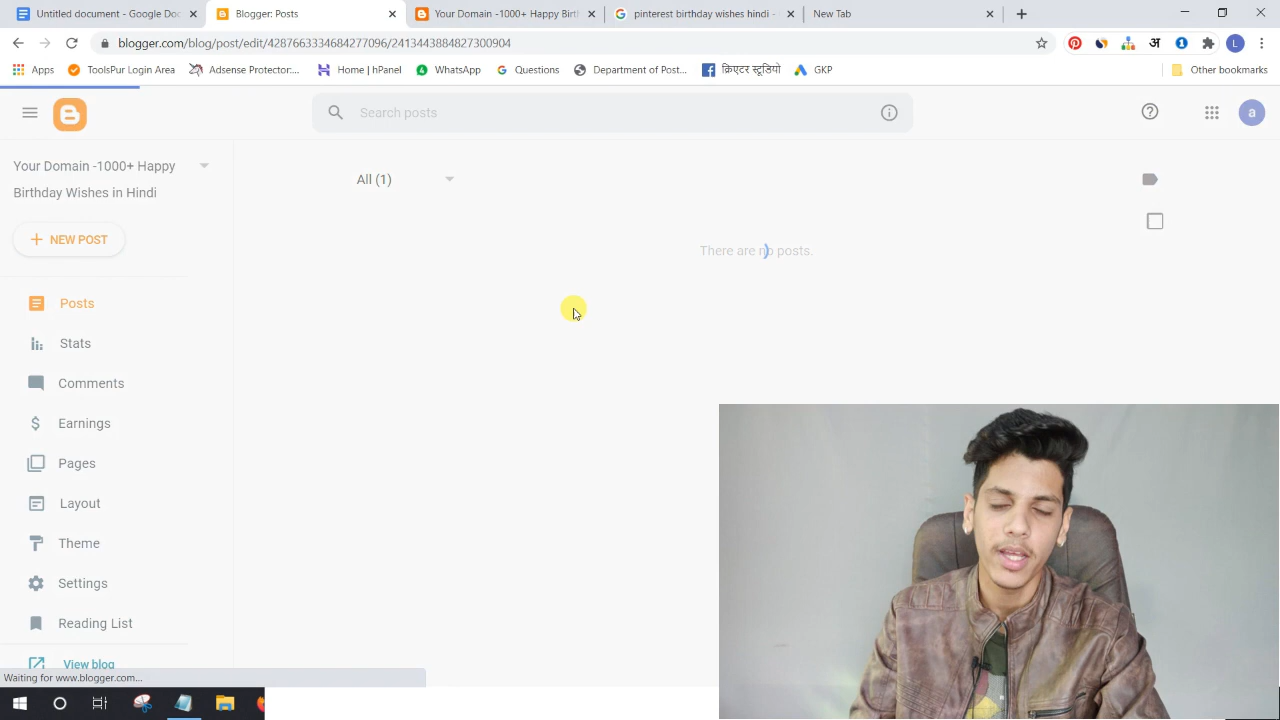 Untitled document - Google Doc
Blogger: Posts
Your Domain -1000+ Happy Birth
pinterest birthday wishes hindi -
New Tab
blogger.com/blog/post/edit/4287663334684277096/2413443884827300904
L
Apps
ToolsPur Login Area
Adsense Protector:...
Home | hPanel
WhatsApp
Questions
Department of Post...
क्रिएटर स्टूडियो
GKP
Other bookmarks
Search posts
a
Your Domain -1000+ Happy
Birthday Wishes in Hindi
All (1)
NEW POST
There are no posts.
Posts
Stats
Comments
Earnings
Pages
Layout
Theme
Settings
Reading List
View blog
Waiting for www.blogger.com...